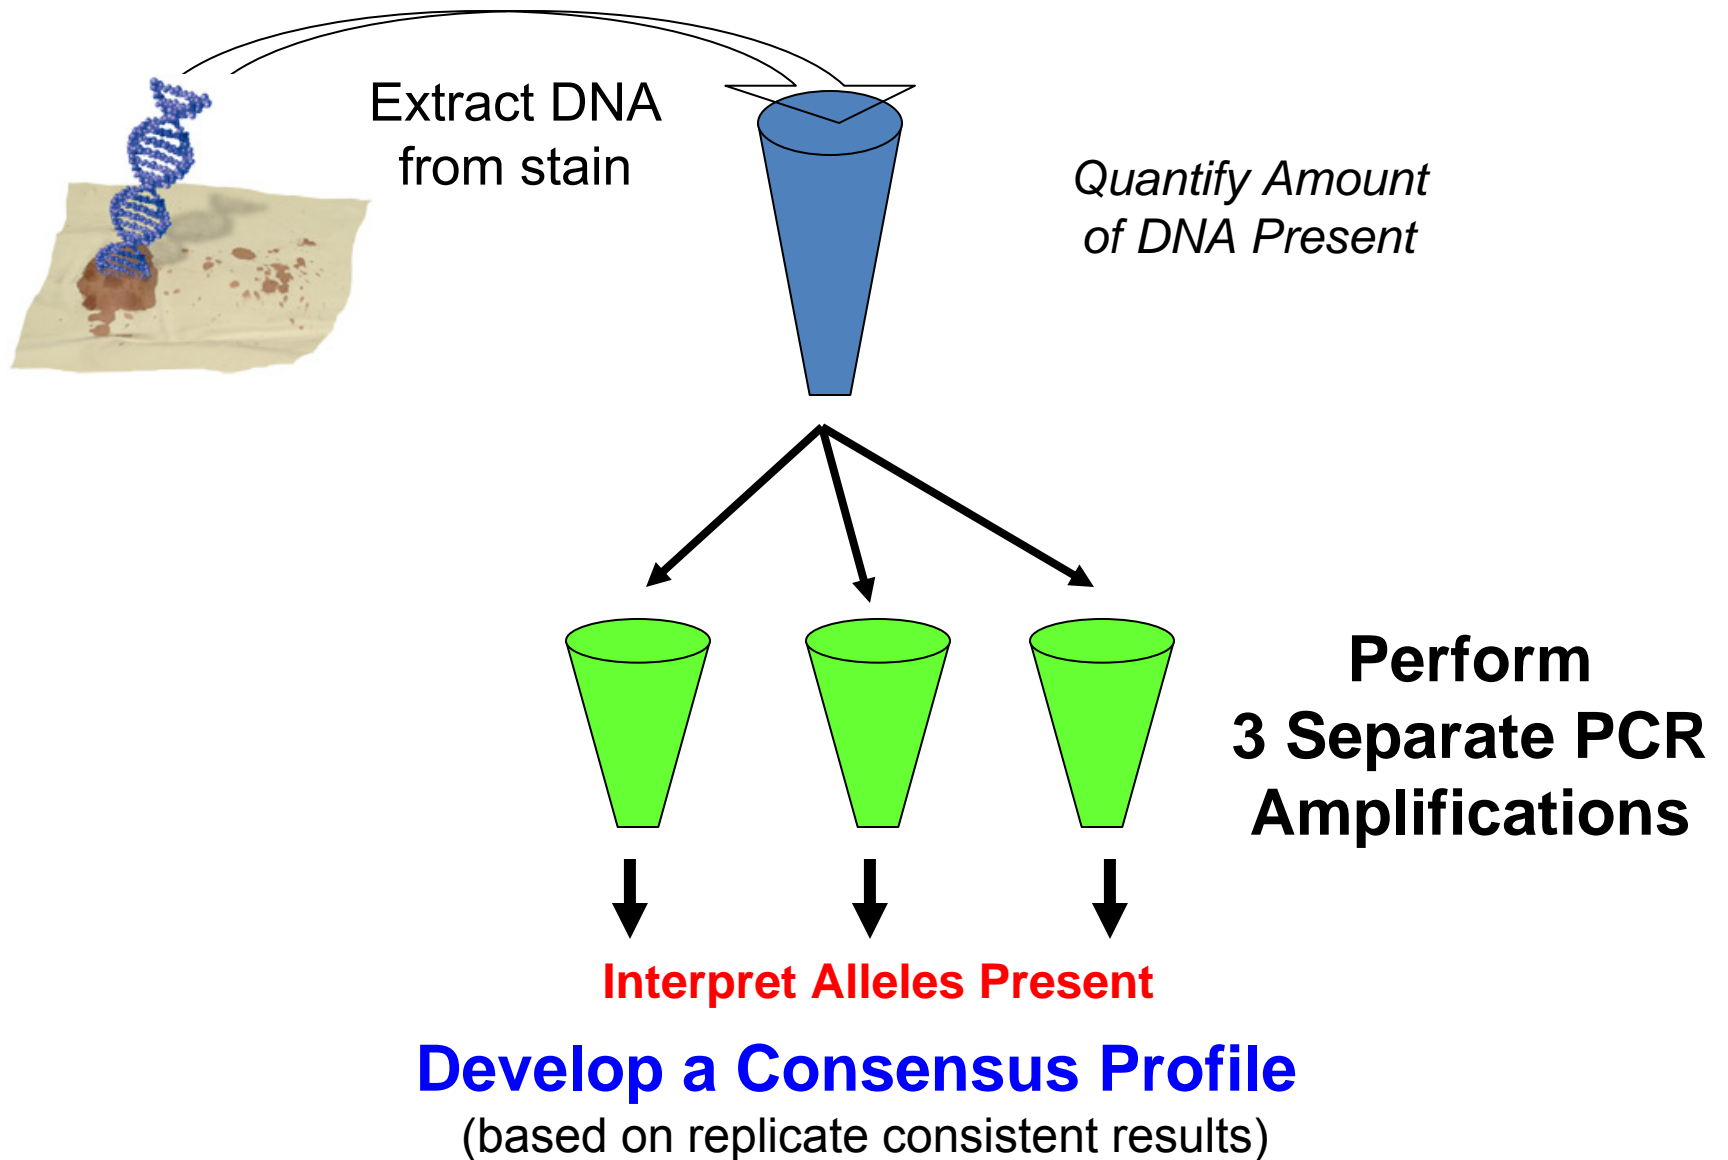 Extract DNA
from stain
Quantify Amount
of DNA Present
Perform
3 Separate PCR
Amplifications
Interpret Alleles Present
Develop a Consensus Profile
(based on replicate consistent results)